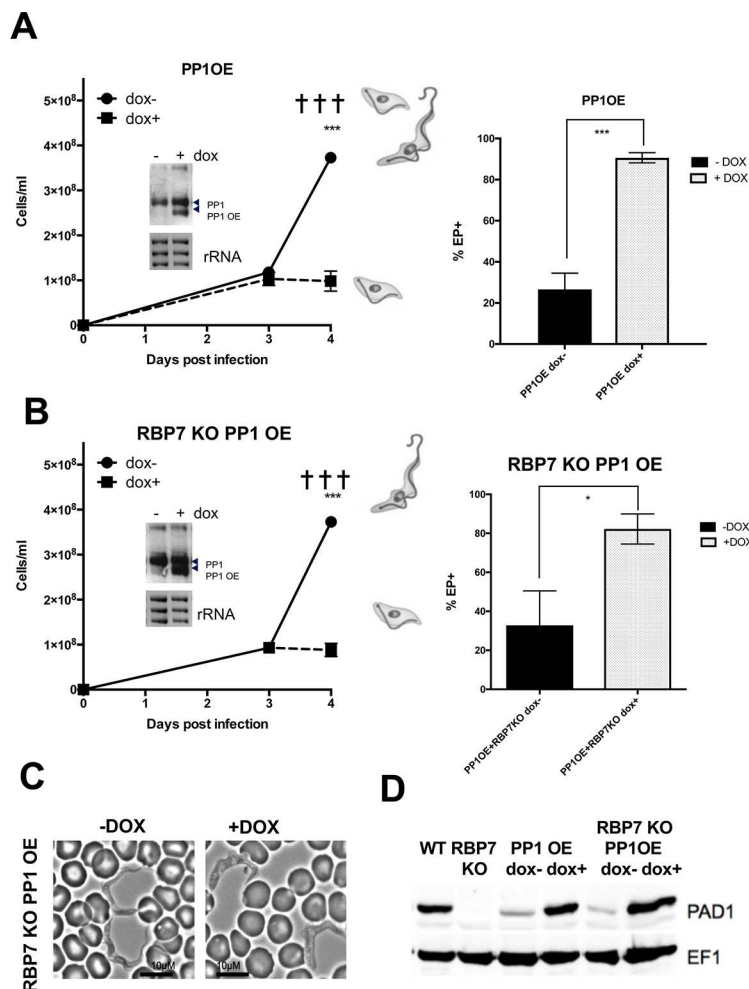 A
PP1OE
dox-
dox+
††† 
***
- + dox
PP1
PP1 OE
rRNA
Cells/ml
5×10⁸
4×10⁸
3×10⁸
2×10⁸
1×10⁸
0
0 1 2 3 4
Days post infection
PP1OE
***
- DOX
+ DOX
% EP+
100
80
60
40
20
0
PP1OE dox-
PP1OE dox+
B
RBP7 KO PP1 OE
dox-
dox+
†††
***
- + dox
PP1
PP1 OE
rRNA
Cells/ml
5×10⁸
4×10⁸
3×10⁸
2×10⁸
1×10⁸
0
0 1 2 3 4
Days post infection
RBP7 KO PP1 OE
*
-DOX
+DOX
% EP+
100
80
60
40
20
0
PP1OE+RBP7KO dox-
PP1OE+RBP7KO dox+
C
RBP7 KO PP1 OE
-DOX
+DOX
10µM
10µM
D
WT RBP7 KO
PP1 OE
dox- dox+
RBP7 KO
PP1OE
dox- dox+
PAD1
EF1